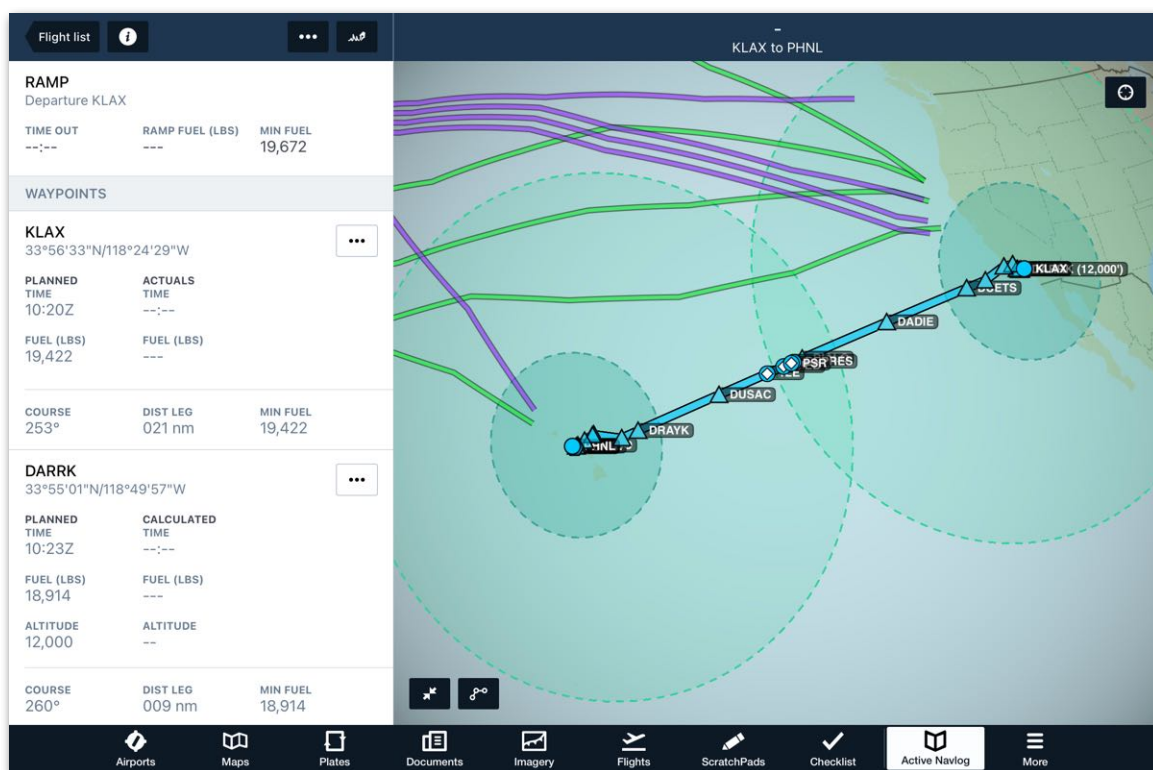 Flight list
-
KLAX to PHNL
RAMP
Departure KLAX
TIME OUT RAMP FUEL (LBS) MIN FUEL
--:-- --- 19,672
WAYPOINTS
KLAX
33°56'33"N/118°24'29"W
PLANNED ACTUALS
TIME TIME
10:20Z --:--
FUEL (LBS) FUEL (LBS)
19,422 ---
COURSE DIST LEG MIN FUEL
253° 021 nm 19,422
DARRK
33°55'01"N/118°49'57"W
PLANNED CALCULATED
TIME TIME
10:23Z --:--
FUEL (LBS) FUEL (LBS)
18,914 ---
ALTITUDE ALTITUDE
12,000 --
COURSE DIST LEG MIN FUEL
260° 009 nm 18,914
KLAX (12,000')
DUETS
DADIE
PSR
DUSAC
DRAYK
Airports Maps Plates Documents Imagery Flights ScratchPads Checklist Active Navlog More